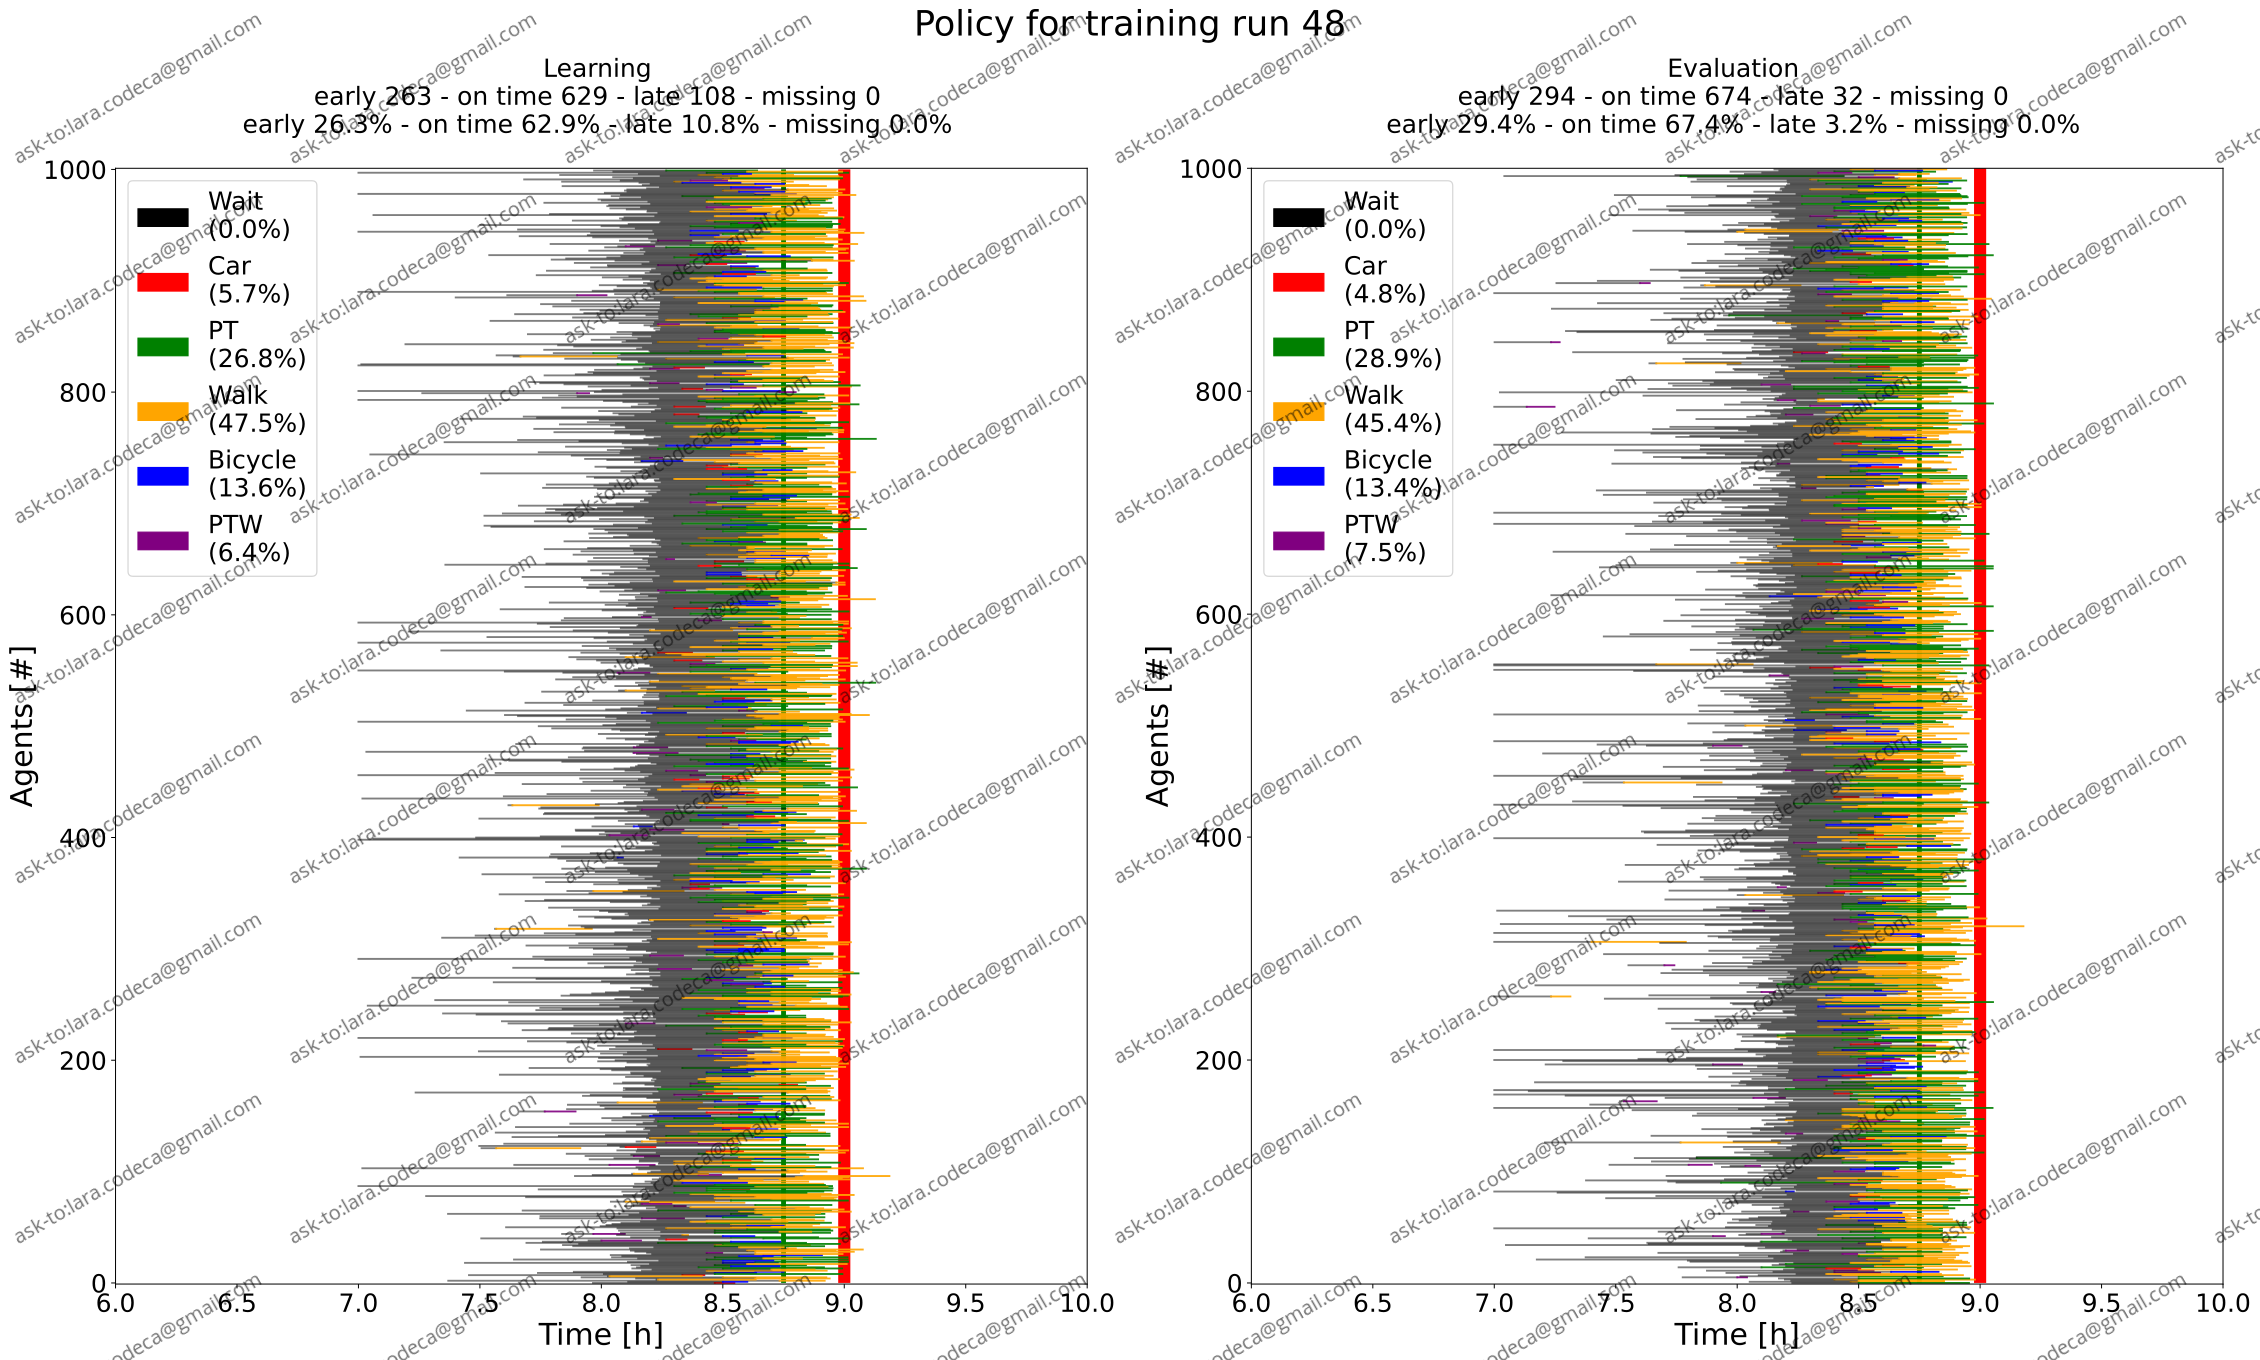 Policy for training run 48
Learning
early 263 - on time 629 - late 108 - missing 0
early 26.3% - on time 62.9% - late 10.8% - missing 0.0%
1000
800
600
400
200
0
Agents [#]
Wait
(0.0%)
Car
(5.7%)
PT
(26.8%)
Walk
(47.5%)
Bicycle
(13.6%)
PTW
(6.4%)
6.0 6.5 7.0 7.5 8.0 8.5 9.0 9.5 10.0
Time [h]
Evaluation
early 294 - on time 674 - late 32 - missing 0
early 29.4% - on time 67.4% - late 3.2% - missing 0.0%
1000
800
600
400
200
0
Agents [#]
Wait
(0.0%)
Car
(4.8%)
PT
(28.9%)
Walk
(45.4%)
Bicycle
(13.4%)
PTW
(7.5%)
6.0 6.5 7.0 7.5 8.0 8.5 9.0 9.5 10.0
Time [h]
ask-to:lara.codeca@gmail.com